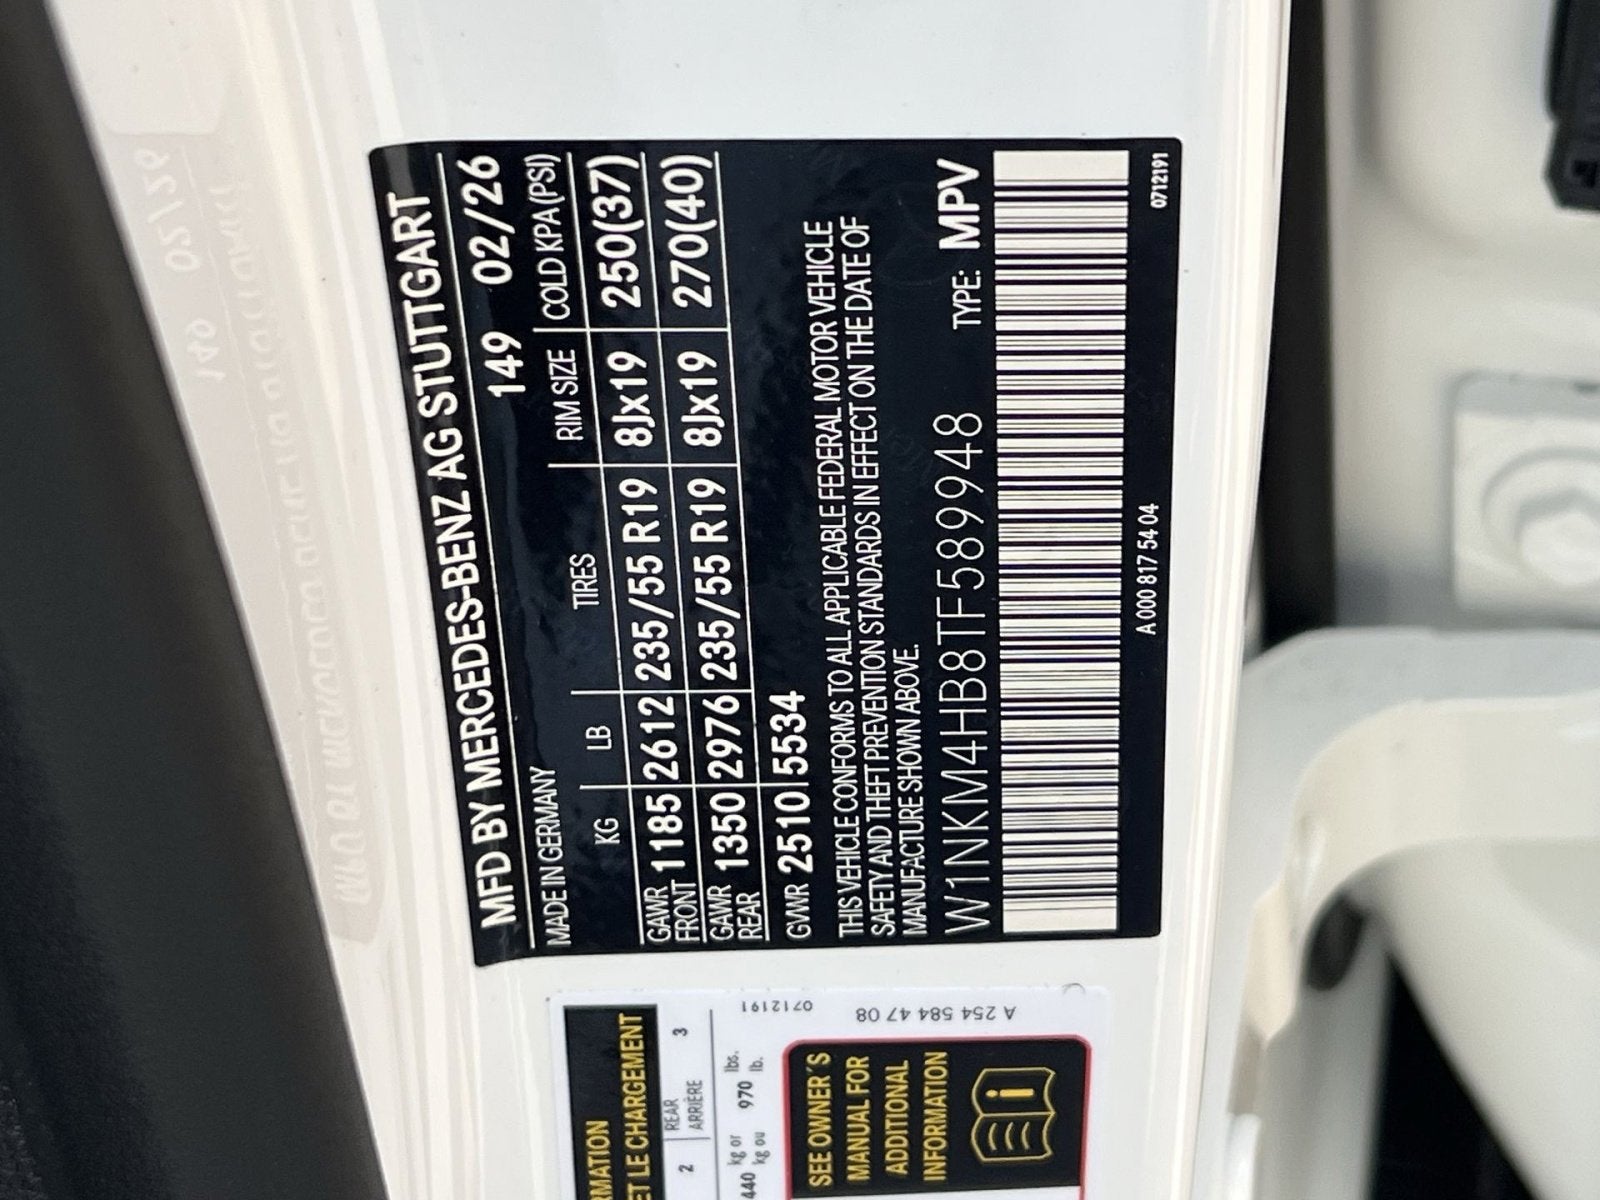 MFD BY MERCEDES-BENZ AG STUTTGART
MADE IN GERMANY 149 02/26
KG LB TIRES RIM SIZE COLD KPA (PSI)
GAWR FRONT 1185 2612 235/55 R19 8Jx19 250(37)
GAWR REAR 1350 2976 235/55 R19 8Jx19 270(40)
GVWR 2510 5534
THIS VEHICLE CONFORMS TO ALL APPLICABLE FEDERAL MOTOR VEHICLE
SAFETY AND THEFT PREVENTION STANDARDS IN EFFECT ON THE DATE OF
MANUFACTURE SHOWN ABOVE.
W1NKM4HB8TF589948 TYPE: MPV
A 000 817 54 04 0712191
ET LE CHARGEMENT
2 REAR 3
ARRIÈRE
440 kg or 970 lbs.
kg ou lb.
0712191
A 254 584 47 08
SEE OWNER'S
MANUAL FOR
ADDITIONAL
INFORMATION